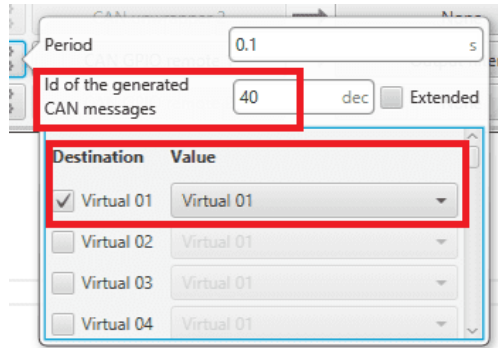 Period 0.1 s
Id of the generated
CAN messages 40 dec Extended
Destination Value
Virtual 01 Virtual 01
Virtual 02 Virtual 01
Virtual 03 Virtual 01
Virtual 04 Virtual 01